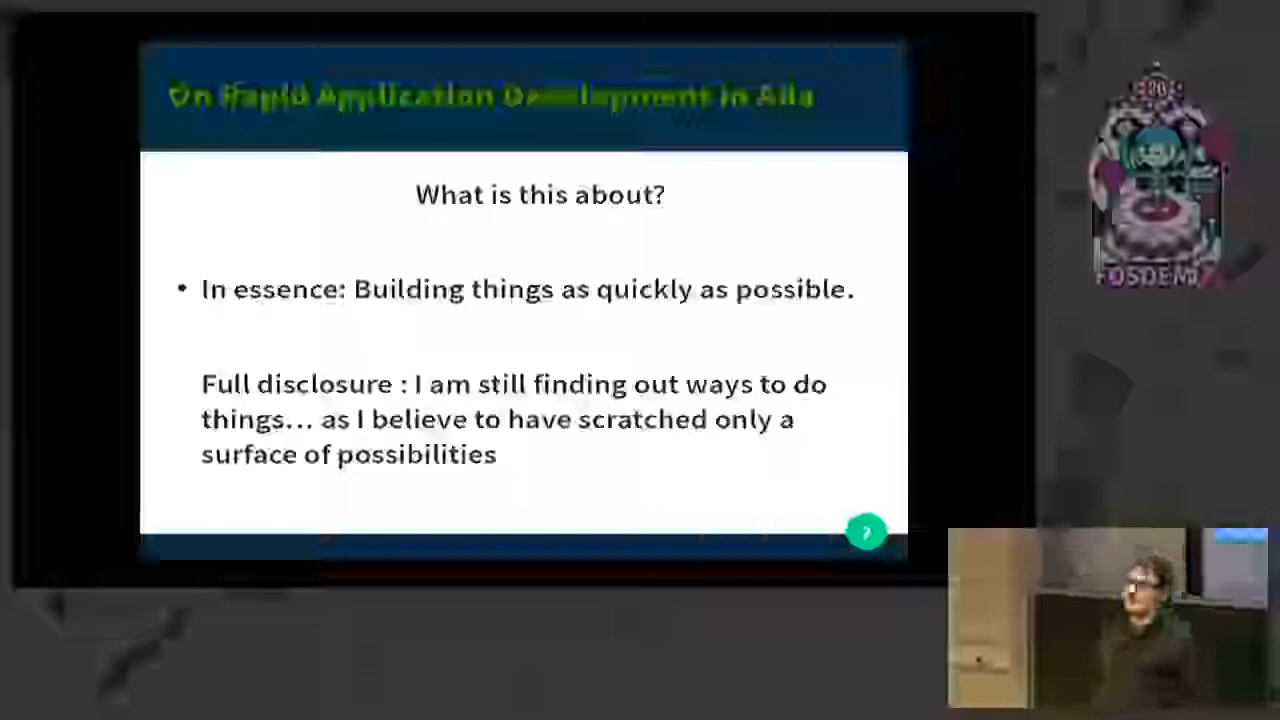 On Rapid Application Development in Ada
What is this about?
• In essence: Building things as quickly as possible.
Full disclosure : I am still finding out ways to do
things... as I believe to have scratched only a
surface of possibilities
FOSDEM